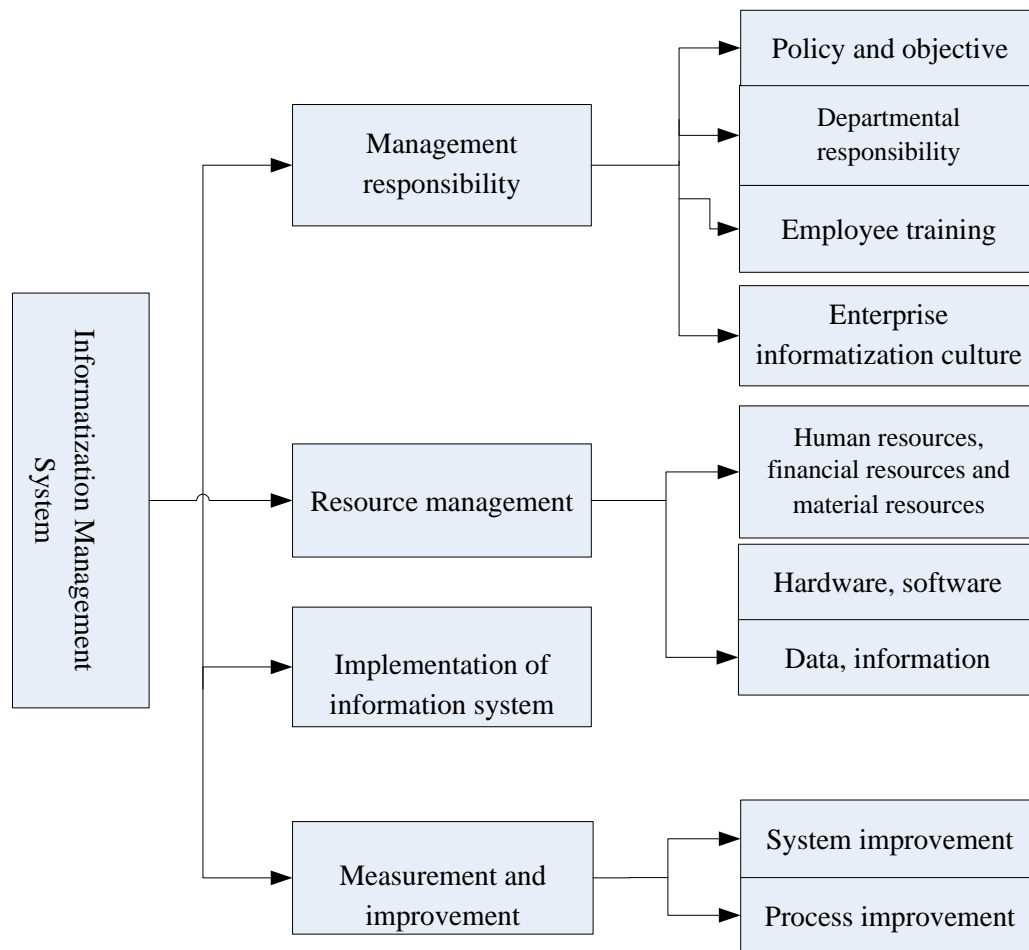 Informatization Management
System
Management
responsibility
Policy and objective
Departmental
responsibility
Employee training
Enterprise
informatization culture
Resource management
Human resources,
financial resources and
material resources
Hardware, software
Data, information
Implementation of
information system
Measurement and
improvement
System improvement
Process improvement